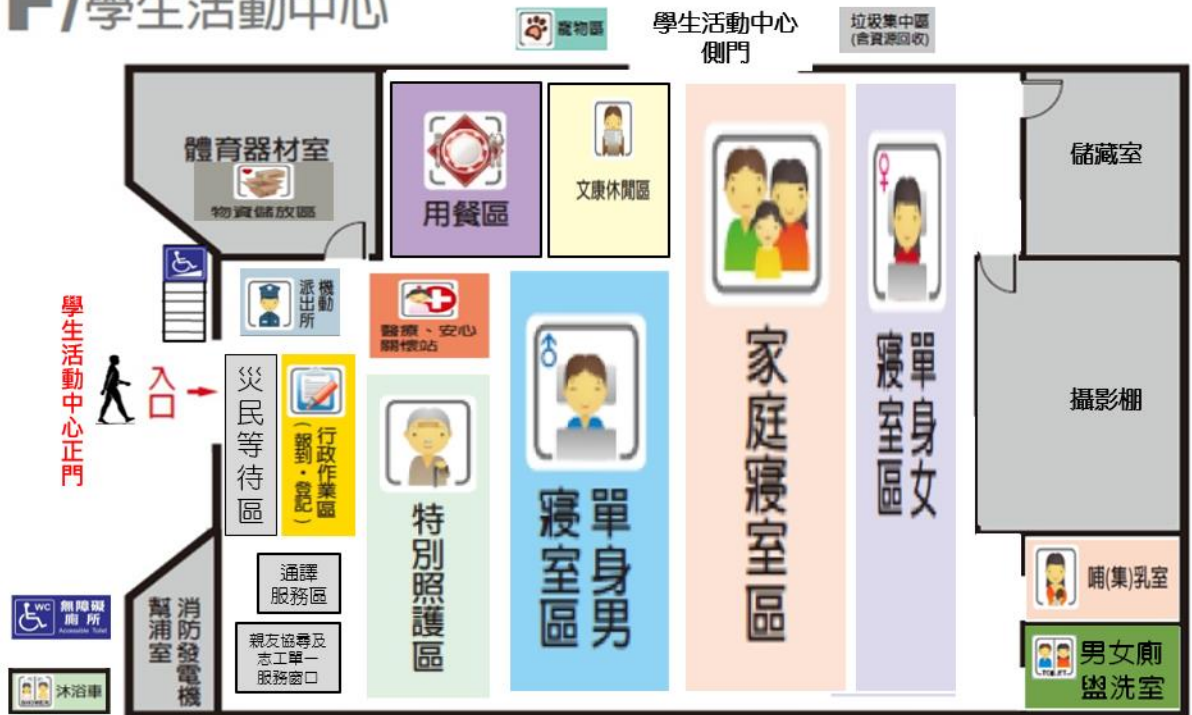 F/學生活動中心
寵物區
學生活動中心
側門
垃圾集中區
(含資源回收)
體育器材室
物資儲放區
用餐區
文康休閒區
家庭寢室區
單身女
寢室區
儲藏室
攝影棚
機動
派出所
醫療、安心
關懷站
學生活動中心正門
入口
災民等待區
行政作業區
(報到・登記)
特別照護區
單身男
寢室區
通譯
服務區
親友協尋及
志工單一
服務窗口
消防發電機
幫浦室
WC
無障礙
廁所
Accessible Toilet
沐浴車
哺(集)乳室
TOILET
男女廁
盥洗室